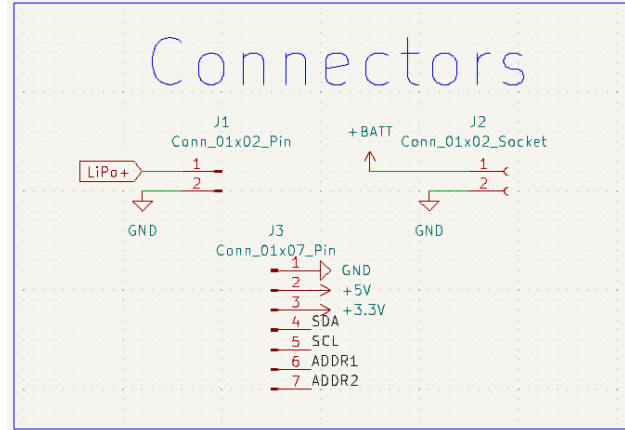 Connectors
J1
Conn_01x02_Pin
LiPo+
1
2
GND
+BATT
J2
Conn_01x02_Socket
1
2
GND
J3
Conn_01x07_Pin
1 GND
2 +5V
3 +3.3V
4 SDA
5 SCL
6 ADDR1
7 ADDR2